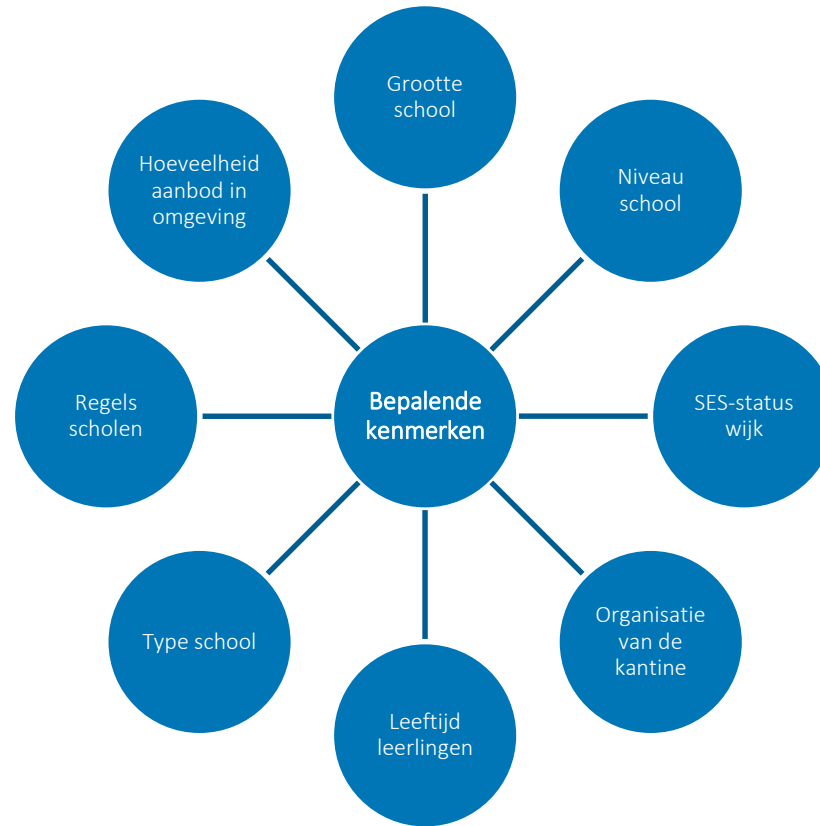 Grootte
school
Niveau
school
SES-status
wijk
Organisatie
van de
kantine
Leeftijd
leerlingen
Type school
Regels
scholen
Hoeveelheid
aanbod in
omgeving
Bepalende
kenmerken